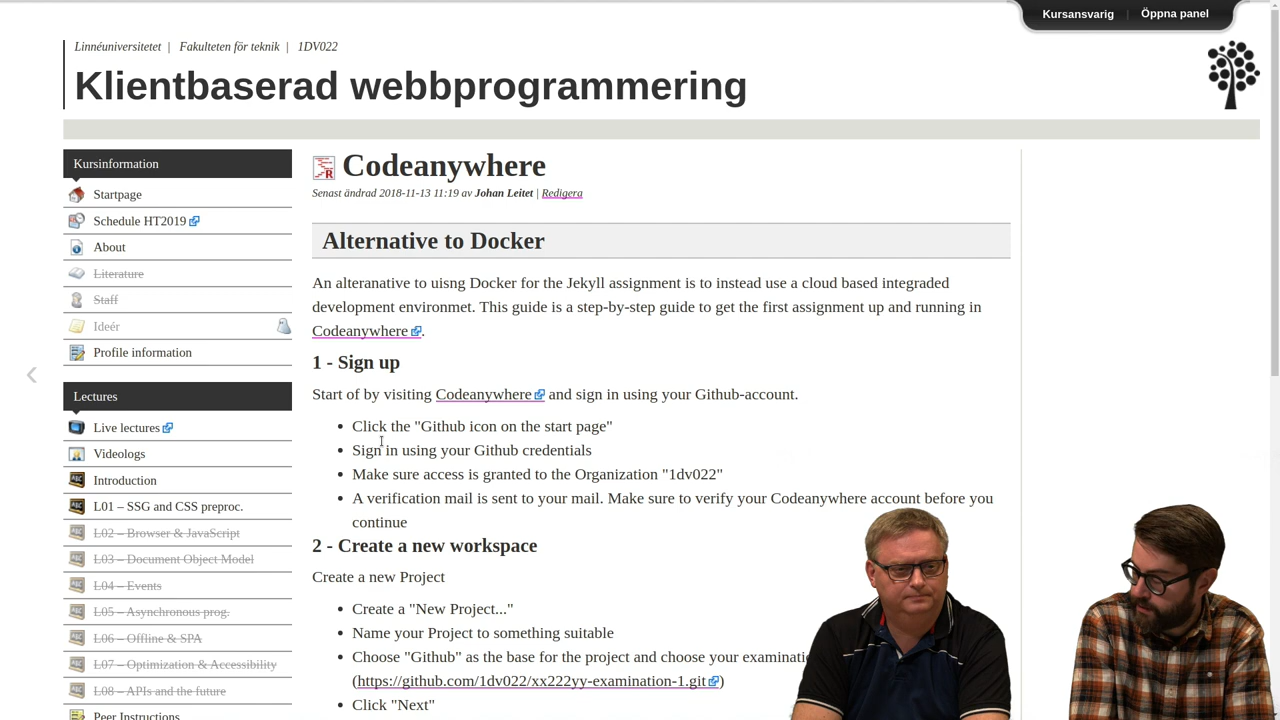 Kursansvarig | Öppna panel
Linnéuniversitetet | Fakulteten för teknik | 1DV022
Klientbaserad webbprogrammering
Kursinformation
Startpage
Schedule HT2019
About
Literature
Staff
Ideér
Profile information
Lectures
Live lectures
Videologs
Introduction
L01 – SSG and CSS preproc.
L02 – Browser & JavaScript
L03 – Document Object Model
L04 – Events
L05 – Asynchronous prog.
L06 – Offline & SPA
L07 – Optimization & Accessibility
L08 – APIs and the future
Peer Instructions
Codeanywhere
Senast ändrad 2018-11-13 11:19 av Johan Leitet | Redigera
Alternative to Docker
An alteranative to uisng Docker for the Jekyll assignment is to instead use a cloud based integraded
development environmet. This guide is a step-by-step guide to get the first assignment up and running in
Codeanywhere.
1 - Sign up
Start of by visiting Codeanywhere and sign in using your Github-account.
• Click the "Github icon on the start page"
• Sign in using your Github credentials
• Make sure access is granted to the Organization "1dv022"
• A verification mail is sent to your mail. Make sure to verify your Codeanywhere account before you
continue
2 - Create a new workspace
Create a new Project
• Create a "New Project..."
• Name your Project to something suitable
• Choose "Github" as the base for the project and choose your
(https://github.com/1dv022/xx222yy-examination-1.git)
• Click "Next"